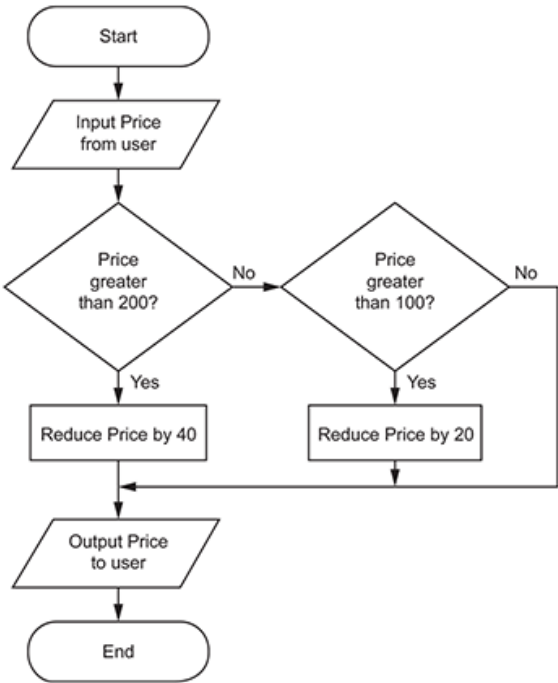 Start
Input Price
from user
Price
greater
than 200?
No
Price
greater
than 100?
No
Yes
Yes
Reduce Price by 40
Reduce Price by 20
Output Price
to user
End